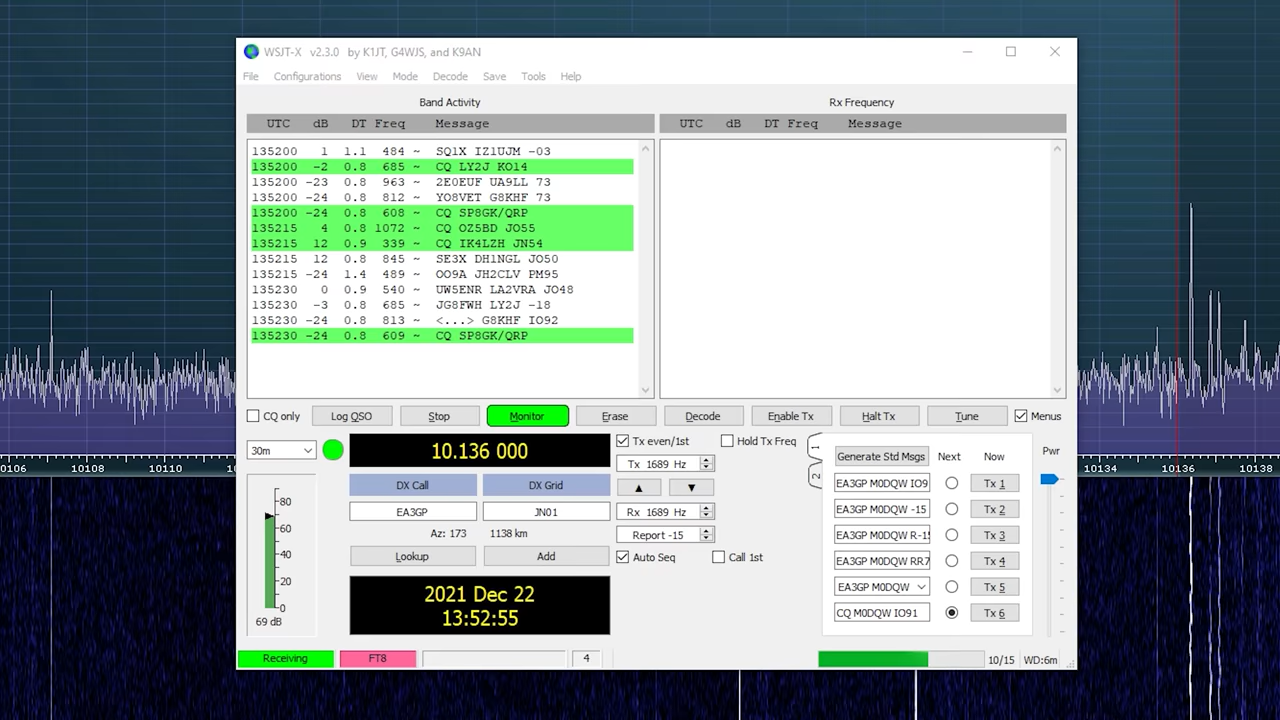 WSJT-X v2.3.0 by K1JT, G4WJS, and K9AN
File Configurations View Mode Decode Save Tools Help
Band Activity
UTC dB DT Freq Message
135200 1 1.1 484 ~ SQ1X IZ1UJM -03
135200 -2 0.8 685 ~ CQ LY2J KO14
135200 -23 0.8 963 ~ 2E0EUF UA9LL 73
135200 -24 0.8 812 ~ YO8VET G8KHF 73
135200 -24 0.8 608 ~ CQ SP8GK/QRP
135215 4 0.8 1072 ~ CQ OZ5BD JO55
135215 12 0.9 339 ~ CQ IK4LZH JN54
135215 12 0.8 845 ~ SE3X DH1NGL JO50
135215 -24 1.4 489 ~ OO9A JH2CLV PM95
135230 0 0.9 540 ~ UW5ENR LA2VRA JO48
135230 -3 0.8 685 ~ JG8FWH LY2J -18
135230 -24 0.8 813 ~ <...> G8KHF IO92
135230 -24 0.8 609 ~ CQ SP8GK/QRP
Rx Frequency
UTC dB DT Freq Message
CQ only Log QSO Stop Monitor Erase Decode Enable Tx Halt Tx Tune Menus
30m
10.136 000
DX Call DX Grid
EA3GP JN01
Az: 173 1138 km
Lookup Add
2021 Dec 22
13:52:55
80
60
40
20
0
69 dB
Tx even/1st Hold Tx Freq
Tx 1689 Hz
▲ ▼
Rx 1689 Hz
Report -15
Auto Seq Call 1st
1
2
Generate Std Msgs Next Now
EA3GP M0DQW IO9 Tx 1
EA3GP M0DQW -15 Tx 2
EA3GP M0DQW R-15 Tx 3
EA3GP M0DQW RR7 Tx 4
EA3GP M0DQW Tx 5
CQ M0DQW IO91 Tx 6
Pwr
Receiving FT8 4 10/15 WD:6m
0106 10108 10110 10134 10136 10138